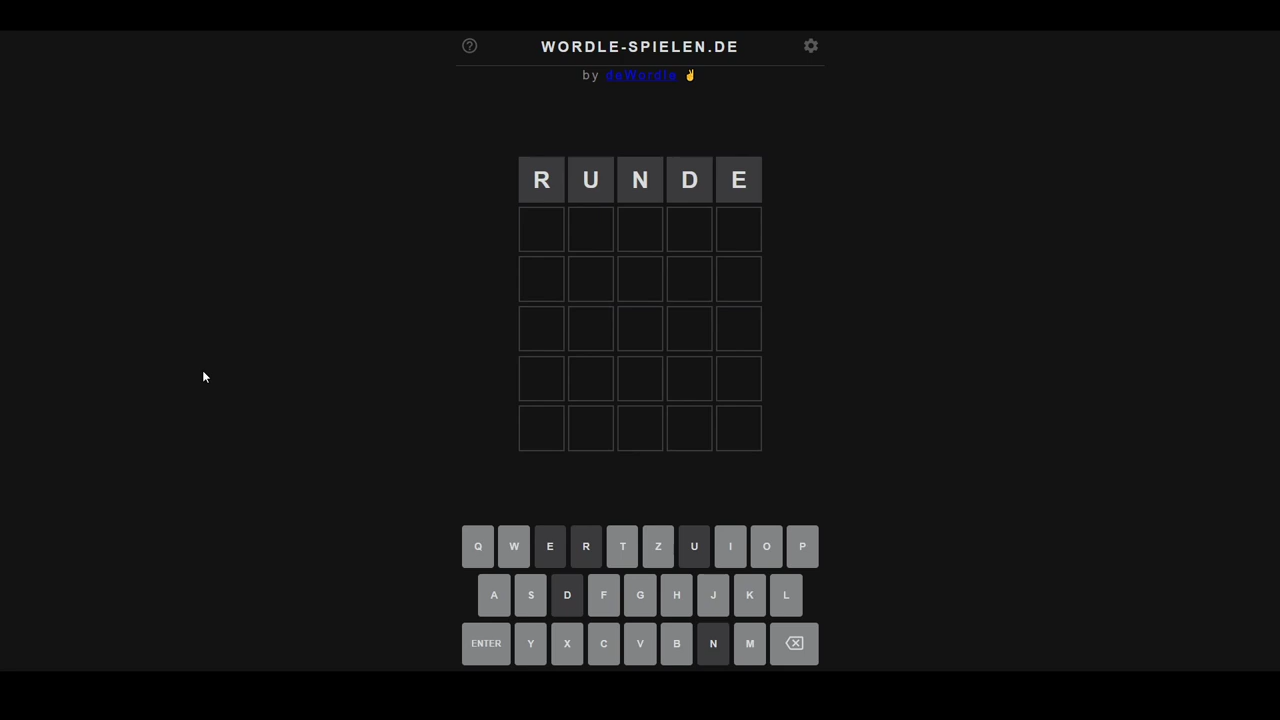 WORDLE-SPIELEN.DE
by deWordle ✌
R U N D E
Q W E R T Z U I O P
A S D F G H J K L
ENTER Y X C V B N M